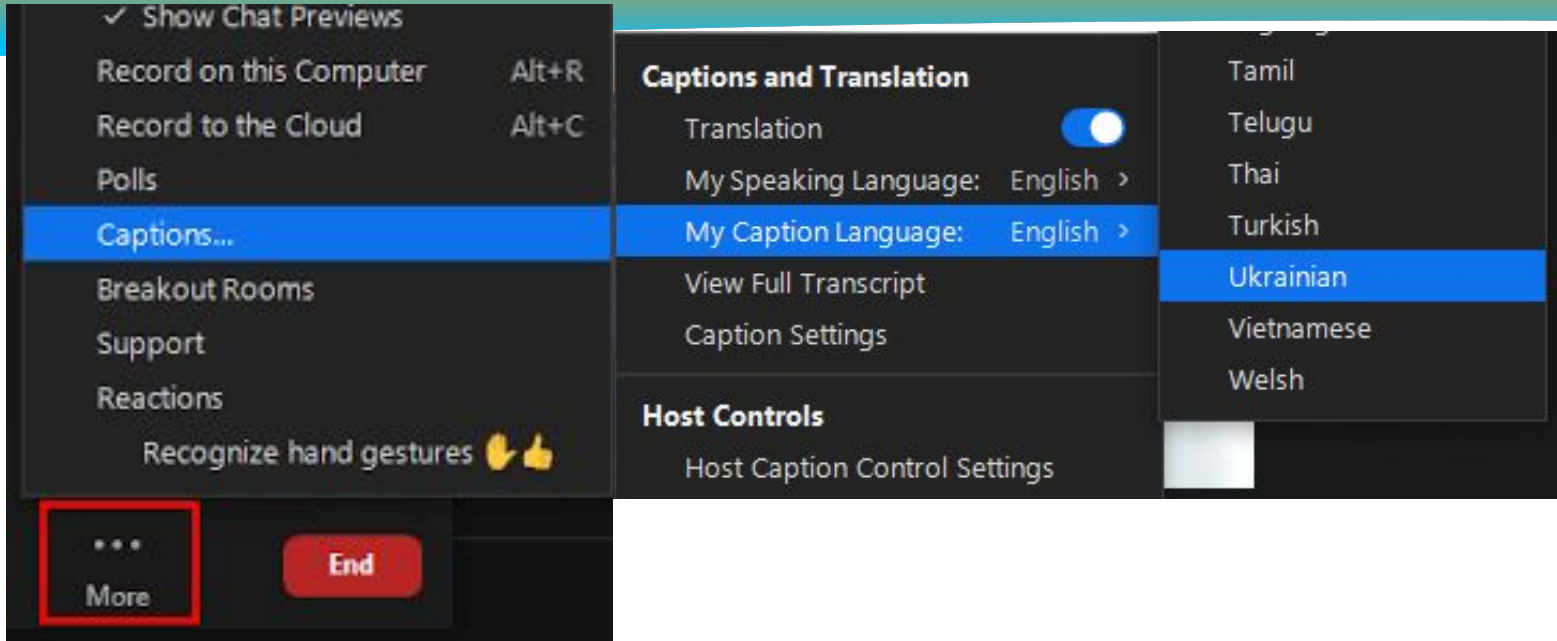 ✓ Show Chat Previews
Record on this Computer Alt+R
Record to the Cloud Alt+C
Polls
Captions...
Breakout Rooms
Support
Reactions
Recognize hand gestures ✋👍
More
End
Captions and Translation
Translation
My Speaking Language: English >
My Caption Language: English >
View Full Transcript
Caption Settings
Host Controls
Host Caption Control Settings
Tamil
Telugu
Thai
Turkish
Ukrainian
Vietnamese
Welsh